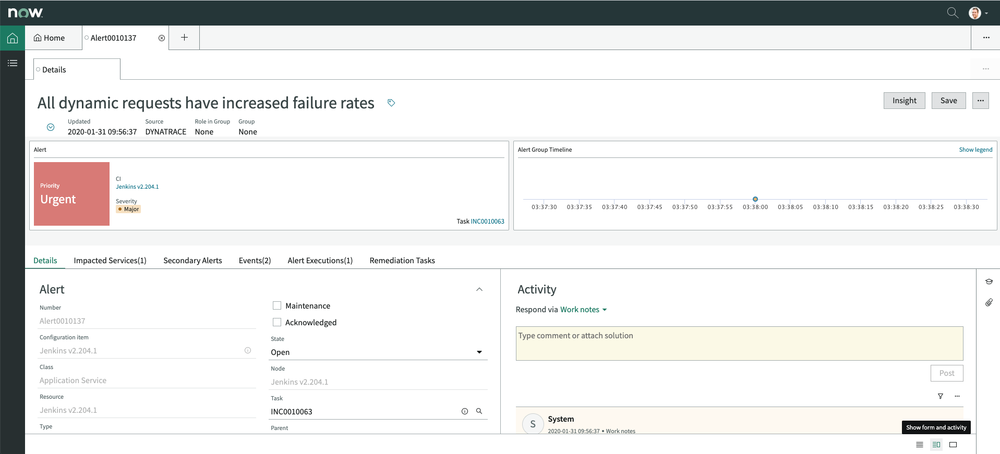 now.
Home
Alert0010137
Details
All dynamic requests have increased failure rates
Insight
Save
Updated
2020-01-31 09:56:37
Source
DYNATRACE
Role in Group
None
Group
None
Alert
Priority
Urgent
CI
Jenkins v2.204.1
Severity
Major
Task INC0010063
Alert Group Timeline
Show legend
03:37:30 03:37:35 03:37:40 03:37:45 03:37:50 03:37:55 03:38:00 03:38:05 03:38:10 03:38:15 03:38:20 03:38:25 03:38:30
Details Impacted Services(1) Secondary Alerts Events(2) Alert Executions(1) Remediation Tasks
Alert
Number
Alert0010137
Configuration item
Jenkins v2.204.1
Class
Application Service
Resource
Jenkins v2.204.1
Type
Maintenance
Acknowledged
State
Open
Node
Jenkins v2.204.1
Task
INC0010063
Parent
Activity
Respond via Work notes
Type comment or attach solution
Post
S
System
2020-01-31 09:56:37 • Work notes
Show form and activity